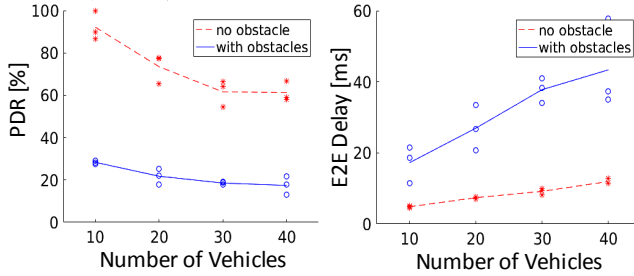 100
80
60
40
20
0
PDR [%]
no obstacle
with obstacles
10 20 30 40
Number of Vehicles
60
40
20
0
E2E Delay [ms]
no obstacle
with obstacles
10 20 30 40
Number of Vehicles